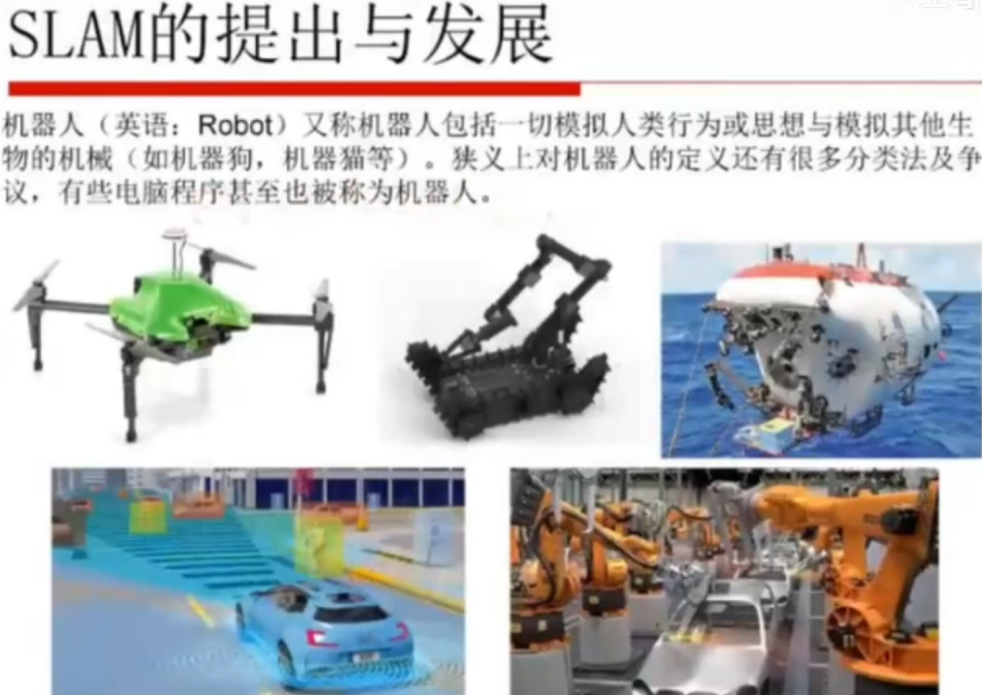 SLAM的提出与发展
机器人（英语：Robot）又称机器人包括一切模拟人类行为或思想与模拟其他生
物的机械（如机器狗，机器猫等）。狭义上对机器人的定义还有很多分类法及争
议，有些电脑程序甚至也被称为机器人。